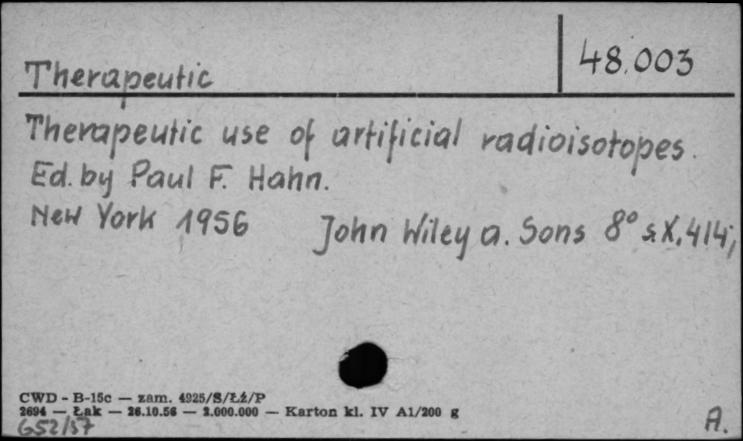 Therapeutic 48.003
Therapeutic use of artificial radioisotopes.
Ed. by Paul F. Hahn.
New York 1956 John Wiley a. Sons 8° s. X, 414,
CWD - B-15c — zam. 4925/S/Łź/P
2694 — Łak — 26.10.56 — 2.000.000 — Karton kl. IV A1/200 g
652/57 A.